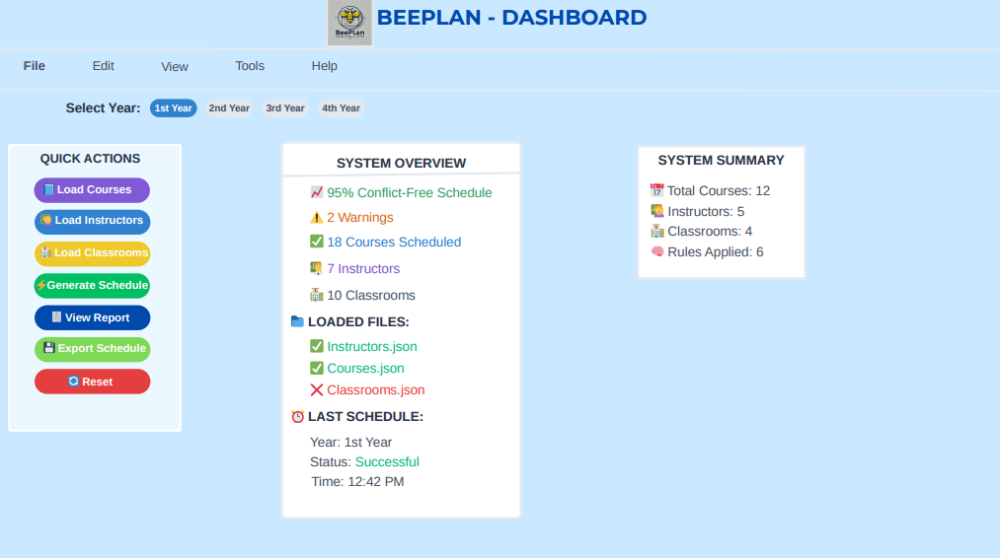 BeePlan
BEEPLAN - DASHBOARD
File Edit View Tools Help
Select Year: 1st Year 2nd Year 3rd Year 4th Year
QUICK ACTIONS
Load Courses
Load Instructors
Load Classrooms
Generate Schedule
View Report
Export Schedule
Reset
SYSTEM OVERVIEW
95% Conflict-Free Schedule
2 Warnings
18 Courses Scheduled
7 Instructors
10 Classrooms
LOADED FILES:
Instructors.json
Courses.json
Classrooms.json
LAST SCHEDULE:
Year: 1st Year
Status: Successful
Time: 12:42 PM
SYSTEM SUMMARY
Total Courses: 12
Instructors: 5
Classrooms: 4
Rules Applied: 6